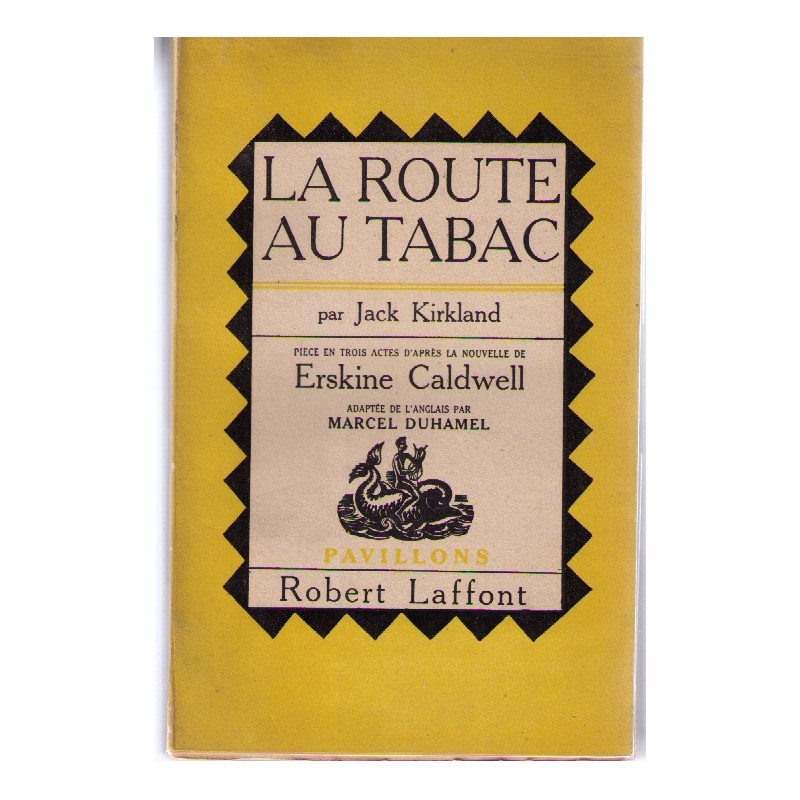 LA ROUTE
AU TABAC
par Jack Kirkland
PIÈCE EN TROIS ACTES D'APRÈS LA NOUVELLE DE
Erskine Caldwell
ADAPTÉE DE L'ANGLAIS PAR
MARCEL DUHAMEL
PAVILLONS
Robert Laffont